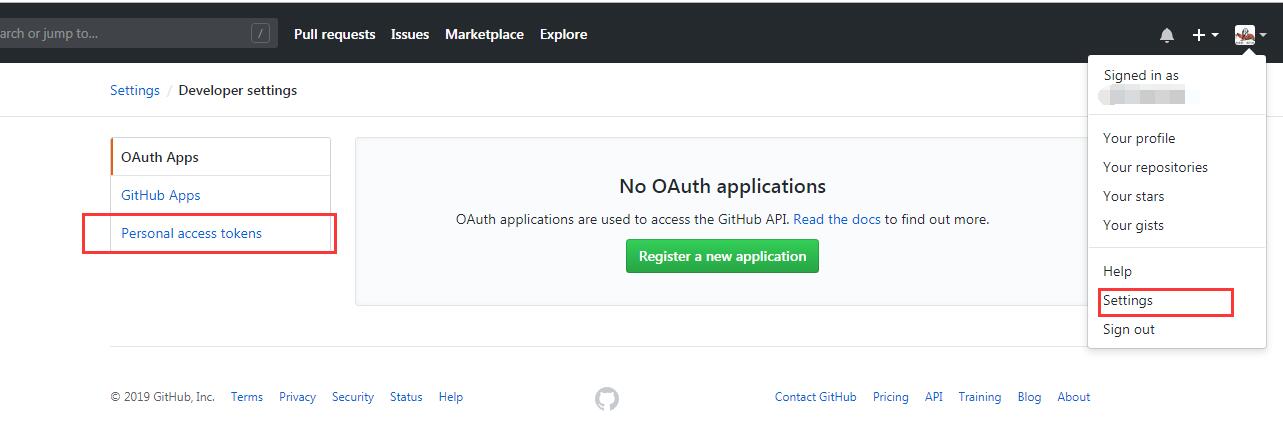 arch or jump to... / Pull requests Issues Marketplace Explore
Settings / Developer settings
Signed in as
Your profile
Your repositories
Your stars
Your gists
Help
Settings
Sign out
OAuth Apps
GitHub Apps
Personal access tokens
No OAuth applications
OAuth applications are used to access the GitHub API. Read the docs to find out more.
Register a new application
© 2019 GitHub, Inc. Terms Privacy Security Status Help Contact GitHub Pricing API Training Blog About